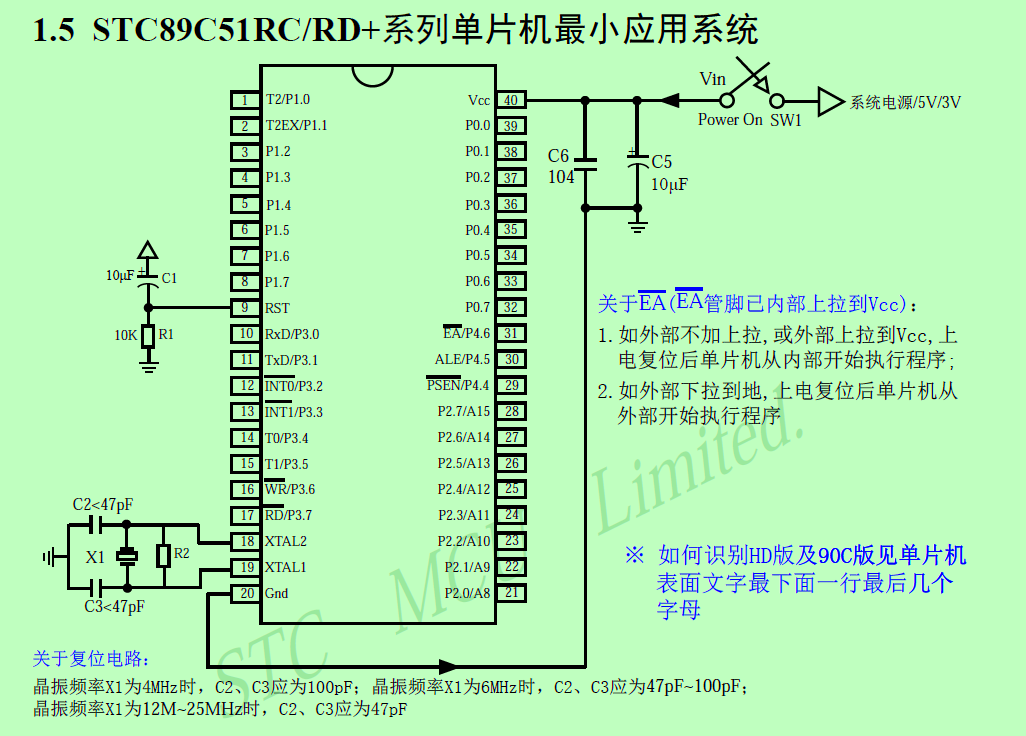 1.5 STC89C51RC/RD+系列单片机最小应用系统
Vin
Power On SW1
系统电源/5V/3V
1 T2/P1.0
Vcc 40
2 T2EX/P1.1
P0.0 39
3 P1.2
P0.1 38
4 P1.3
P0.2 37
5 P1.4
P0.3 36
6 P1.5
P0.4 35
7 P1.6
P0.5 34
8 P1.7
P0.6 33
9 RST
P0.7 32
10 RxD/P3.0
EA/P4.6 31
11 TxD/P3.1
ALE/P4.5 30
12 INT0/P3.2
PSEN/P4.4 29
13 INT1/P3.3
P2.7/A15 28
14 T0/P3.4
P2.6/A14 27
15 T1/P3.5
P2.5/A13 26
16 WR/P3.6
P2.4/A12 25
17 RD/P3.7
P2.3/A11 24
18 XTAL2
P2.2/A10 23
19 XTAL1
P2.1/A9 22
20 Gnd
P2.0/A8 21
C6
104
+
C5
10μF
10μF + C1
10K R1
C2<47pF
X1
R2
C3<47pF
关于EA(EA管脚已内部上拉到Vcc):
1.如外部不加上拉,或外部上拉到Vcc,上
电复位后单片机从内部开始执行程序;
2.如外部下拉到地,上电复位后单片机从
外部开始执行程序
※ 如何识别HD版及90C版见单片机
表面文字最下面一行最后几个
字母
STC MCU Limited.
关于复位电路:
晶振频率X1为4MHz时，C2、C3应为100pF；晶振频率X1为6MHz时，C2、C3应为47pF~100pF；
晶振频率X1为12M~25MHz时，C2、C3应为47pF